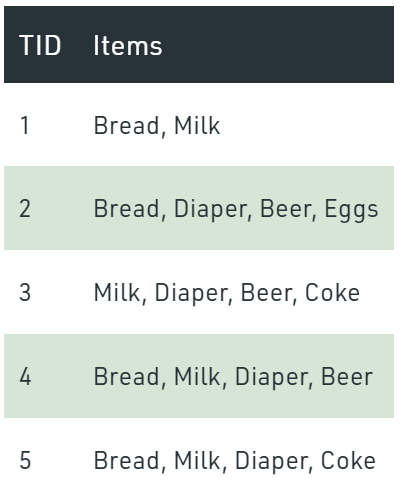 TID Items
1 Bread, Milk
2 Bread, Diaper, Beer, Eggs
3 Milk, Diaper, Beer, Coke
4 Bread, Milk, Diaper, Beer
5 Bread, Milk, Diaper, Coke